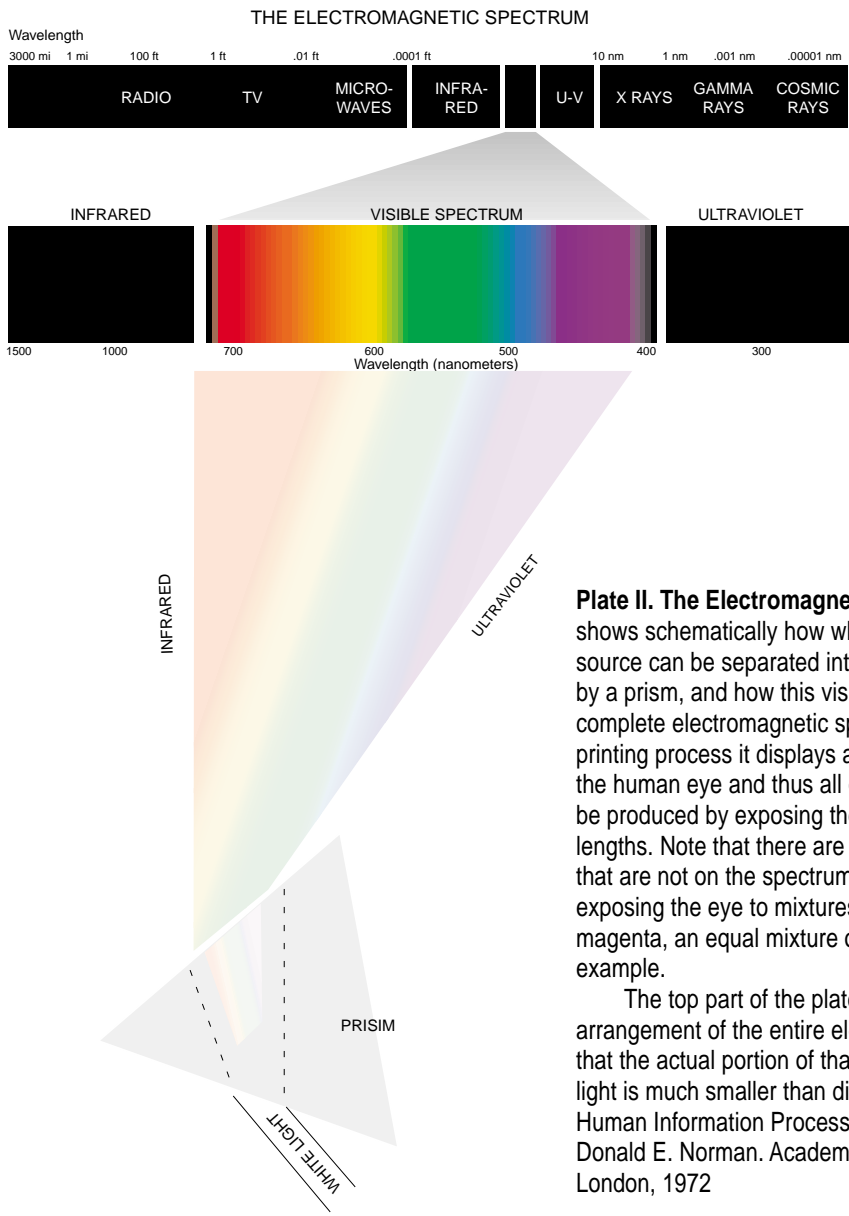 THE ELECTROMAGNETIC SPECTRUM
Wavelength
3000 mi 1 mi 100 ft 1 ft .01 ft .0001 ft 10 nm 1 nm .001 nm .00001 nm
RADIO TV MICRO-WAVES INFRA-RED U-V X RAYS GAMMA RAYS COSMIC RAYS
INFRARED VISIBLE SPECTRUM ULTRAVIOLET
1500 1000 700 600 500 400 300
Wavelength (nanometers)
INFRARED
ULTRAVIOLET
PRISIM
WHITE LIGHT
Plate II. The Electromagne
shows schematically how w
source can be separated int
by a prism, and how this vis
complete electromagnetic sp
printing process it displays a
the human eye and thus all
be produced by exposing the
lengths. Note that there are
that are not on the spectrum
exposing the eye to mixtures
magenta, an equal mixture
example.
The top part of the plate
arrangement of the entire ele
that the actual portion of tha
light is much smaller than di
Human Information Process
Donald E. Norman. Academ
London, 1972